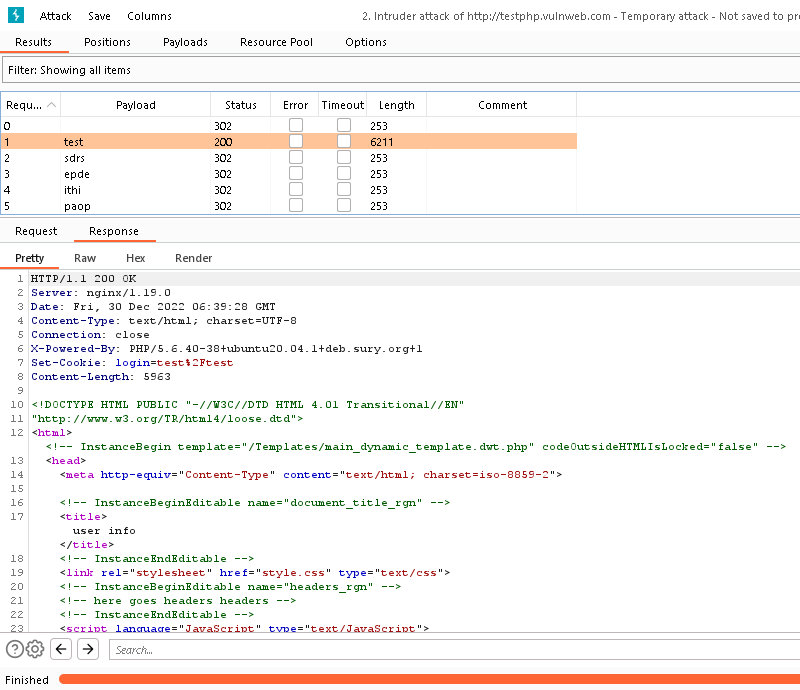 Attack Save Columns 2. Intruder attack of http://testphp.vulnweb.com - Temporary attack - Not saved to pro
Results Positions Payloads Resource Pool Options
Filter: Showing all items
Requ... Payload Status Error Timeout Length Comment
0 302 253
1 test 200 6211
2 sdrs 302 253
3 epde 302 253
4 ithi 302 253
5 paop 302 253
Request Response
Pretty Raw Hex Render
1 HTTP/1.1 200 OK
2 Server: nginx/1.19.0
3 Date: Fri, 30 Dec 2022 06:39:28 GMT
4 Content-Type: text/html; charset=UTF-8
5 Connection: close
6 X-Powered-By: PHP/5.6.40-38+ubuntu20.04.1+deb.sury.org+1
7 Set-Cookie: login=test%2Ftest
8 Content-Length: 5963
9
10 <!DOCTYPE HTML PUBLIC "-//W3C//DTD HTML 4.01 Transitional//EN"
11 "http://www.w3.org/TR/html4/loose.dtd">
12 <html>
<!-- InstanceBegin template="/Templates/main_dynamic_template.dwt.php" codeOutsideHTMLIsLocked="false" -->
13 <head>
14 <meta http-equiv="Content-Type" content="text/html; charset=iso-8859-2">
15
16 <!-- InstanceBeginEditable name="document_title_rgn" -->
17 <title>
user info
</title>
18 <!-- InstanceEndEditable -->
19 <link rel="stylesheet" href="style.css" type="text/css">
20 <!-- InstanceBeginEditable name="headers_rgn" -->
21 <!-- here goes headers headers -->
22 <!-- InstanceEndEditable -->
23 <script language="JavaScript" type="text/JavaScript">
Search...
Finished